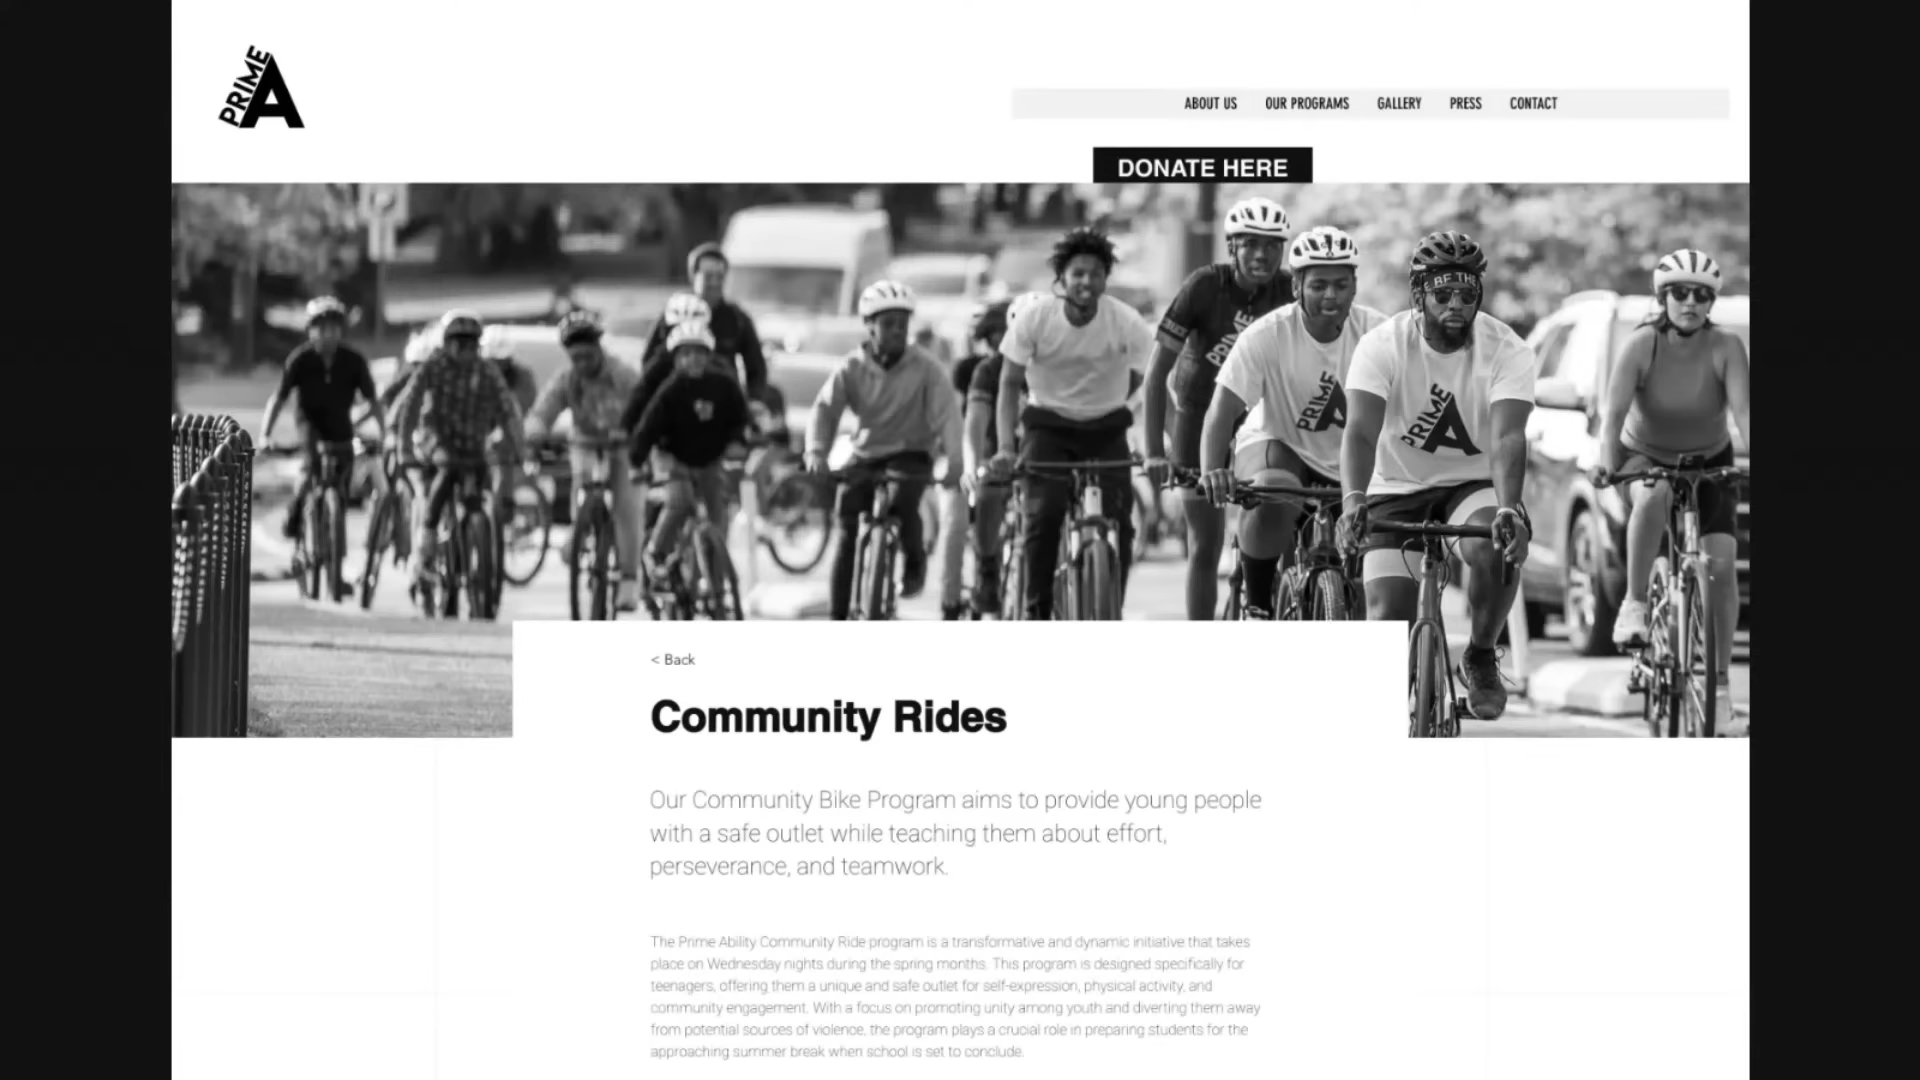 PRIME A
ABOUT US OUR PROGRAMS GALLERY PRESS CONTACT
DONATE HERE
BE THE
PRIME
PRIME A
PRIME A
< Back
Community Rides
Our Community Bike Program aims to provide young people
with a safe outlet while teaching them about effort,
perseverance, and teamwork.
The Prime Ability Community Ride program is a transformative and dynamic initiative that takes
place on Wednesday nights during the spring months. This program is designed specifically for
teenagers, offering them a unique and safe outlet for self-expression, physical activity, and
community engagement. With a focus on promoting unity among youth and diverting them away
from potential sources of violence, the program plays a crucial role in preparing students for the
approaching summer break when school is set to conclude.